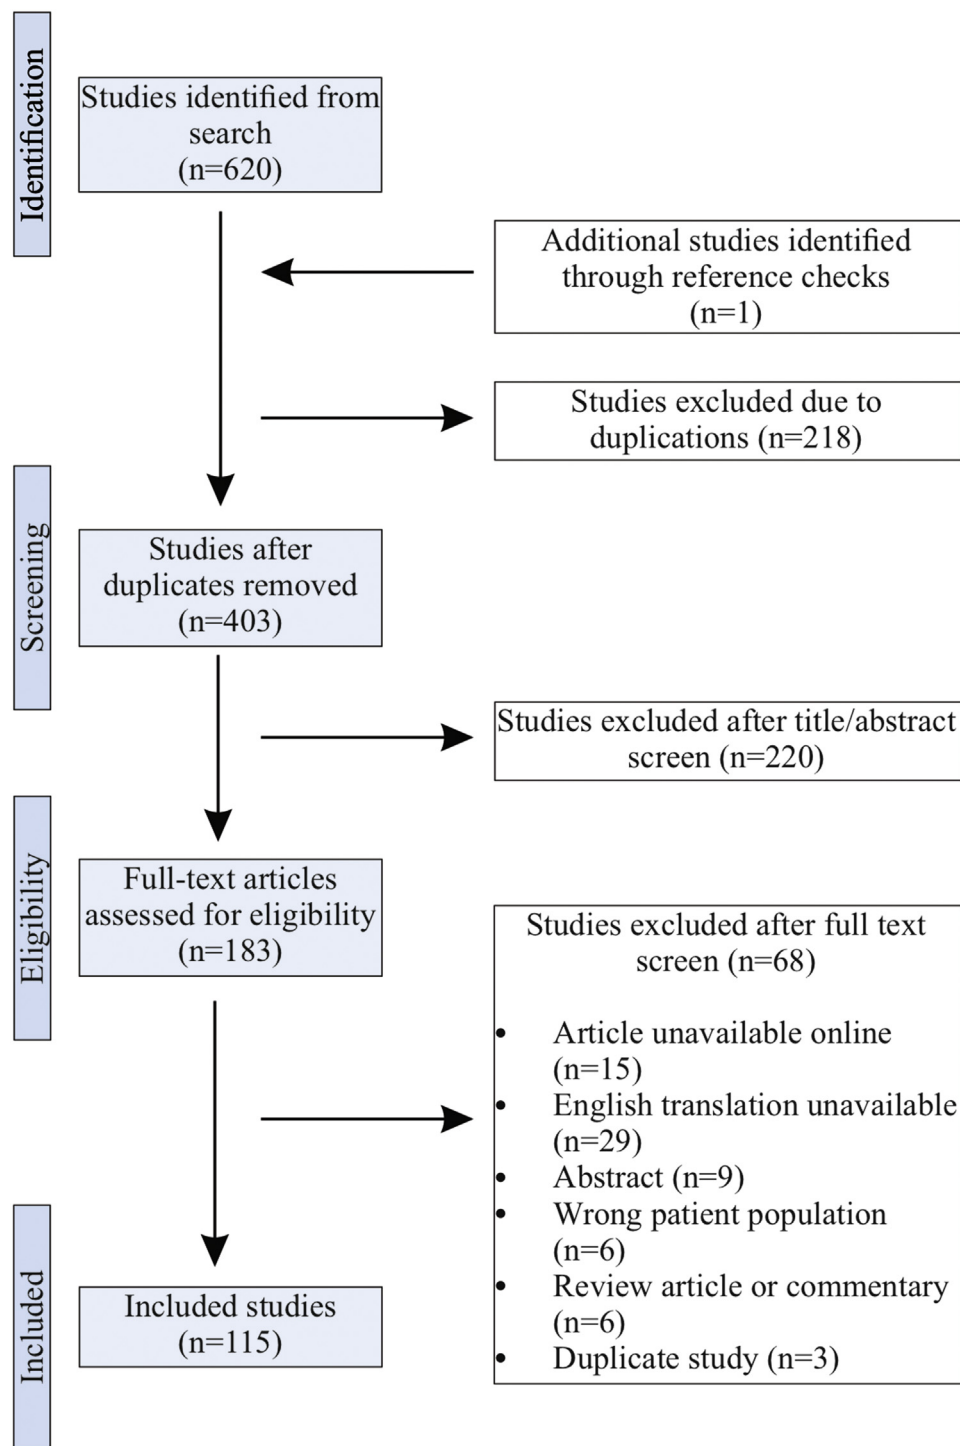 Identification
Studies identified from
search
(n=620)
Additional studies identified
through reference checks
(n=1)
Studies excluded due to
duplications (n=218)
Screening
Studies after
duplicates removed
(n=403)
Studies excluded after title/abstract
screen (n=220)
Eligibility
Full-text articles
assessed for eligibility
(n=183)
Studies excluded after full text
screen (n=68)
• Article unavailable online
(n=15)
• English translation unavailable
(n=29)
• Abstract (n=9)
• Wrong patient population
(n=6)
• Review article or commentary
(n=6)
• Duplicate study (n=3)
Included
Included studies
(n=115)